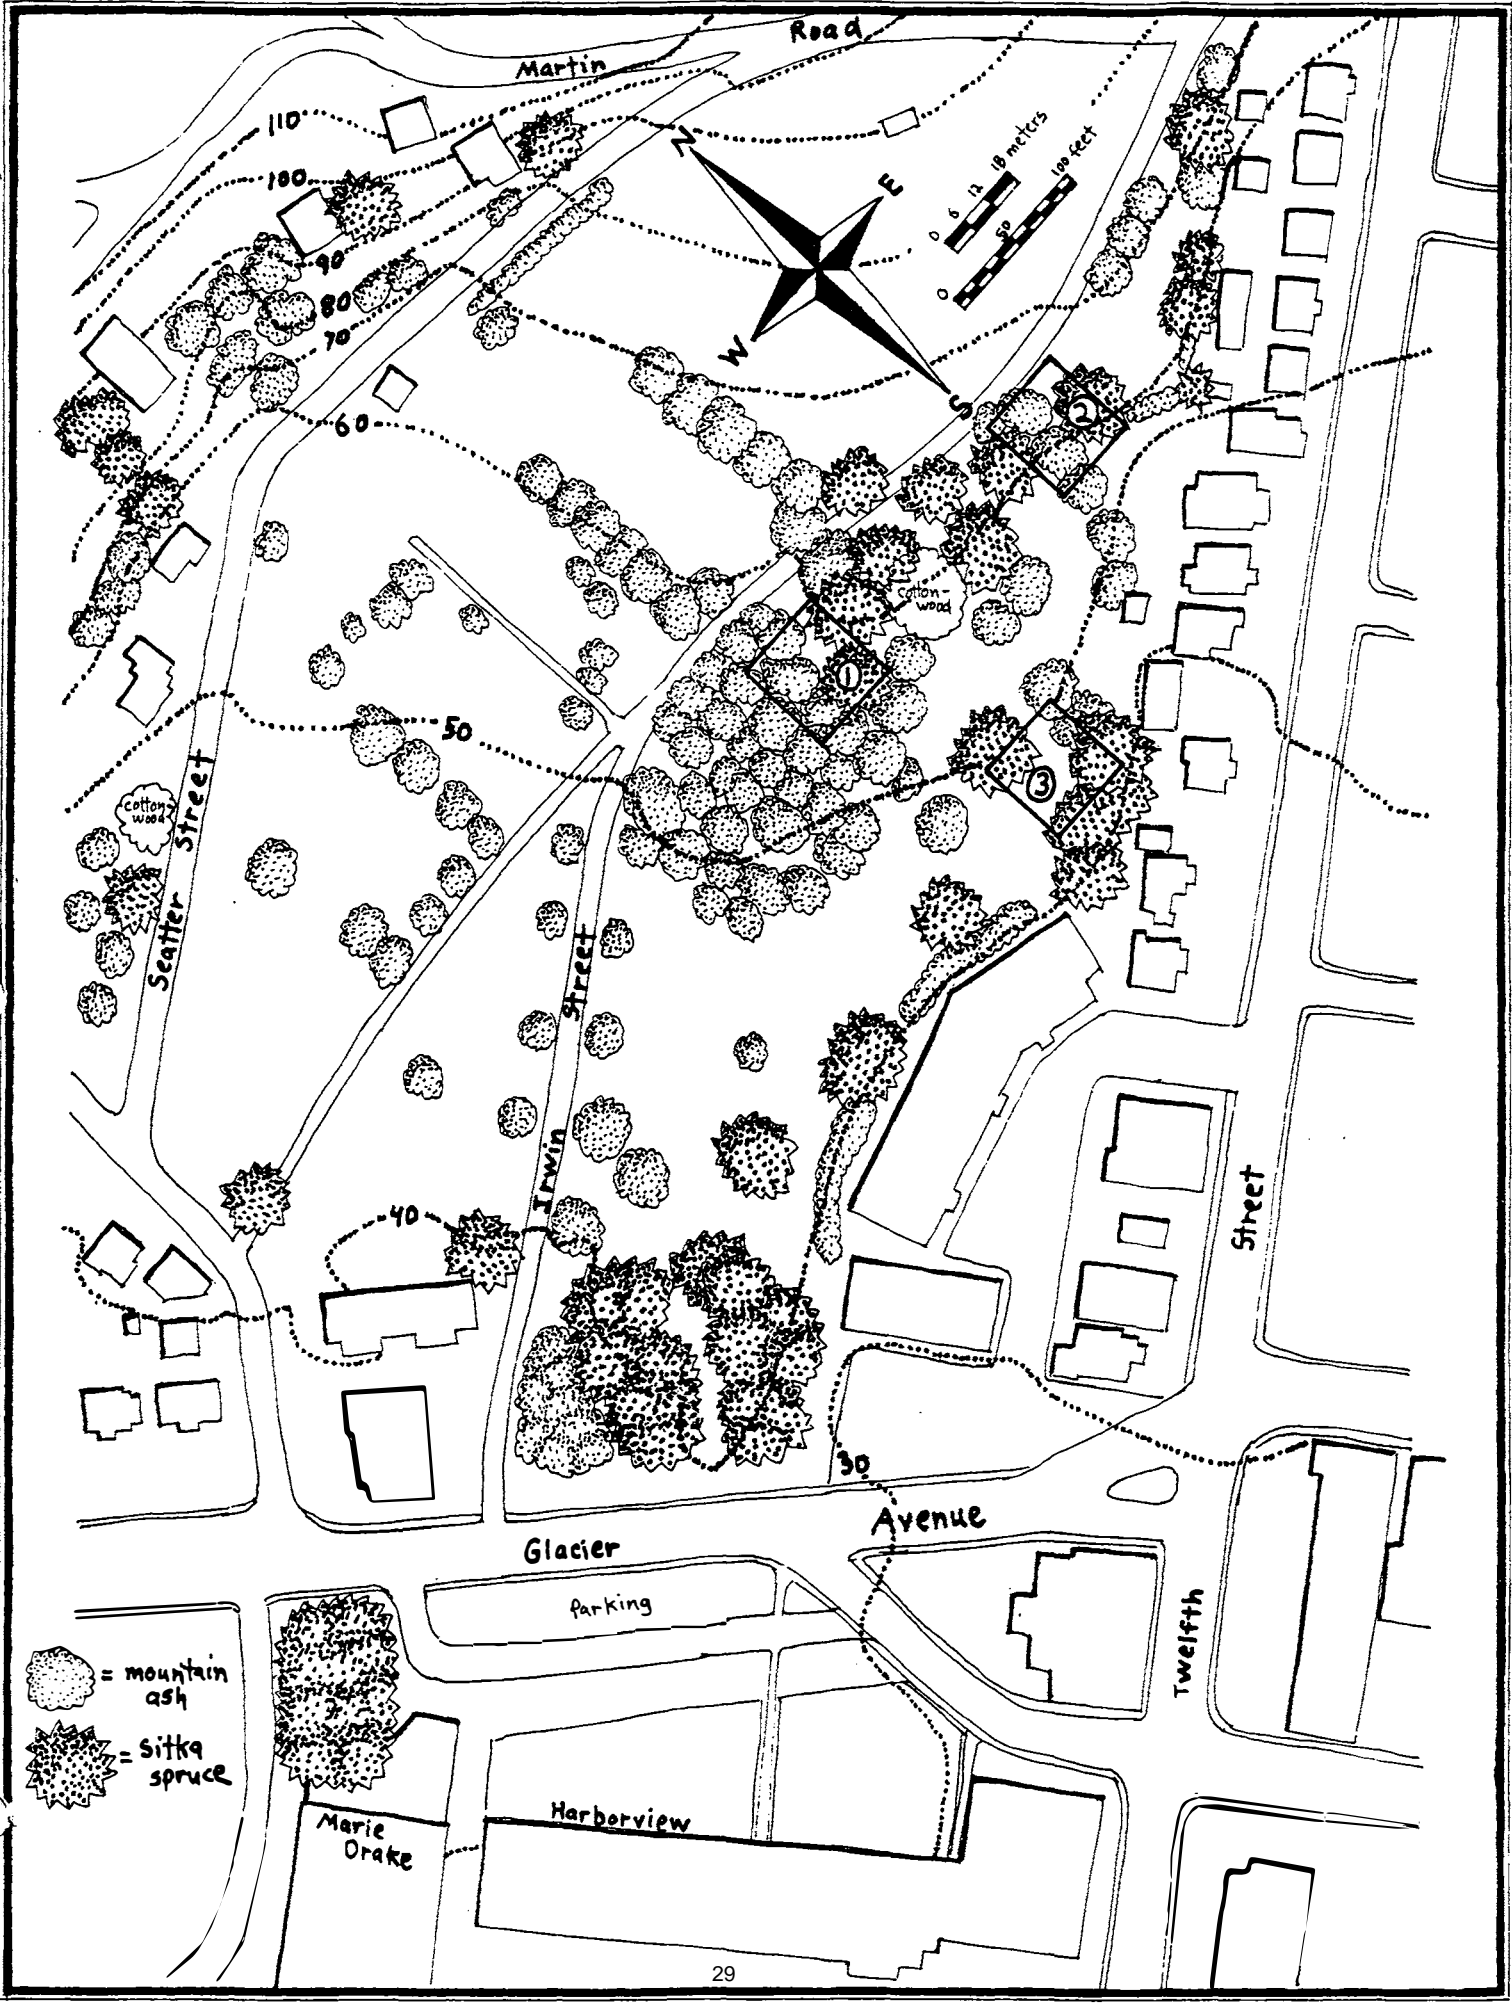 Road
Martin
110
100
90
80
70
60
50
N
E
W
S
0 6 12 18 meters
0 50 100 feet
2
cotton-
wood
1
3
cotton
wood
Seatter Street
Irwin Street
40
Street
30
Avenue
Glacier
Parking
Twelfth
= mountain
ash
= Sitka
spruce
Marie
Drake
Harborview
29